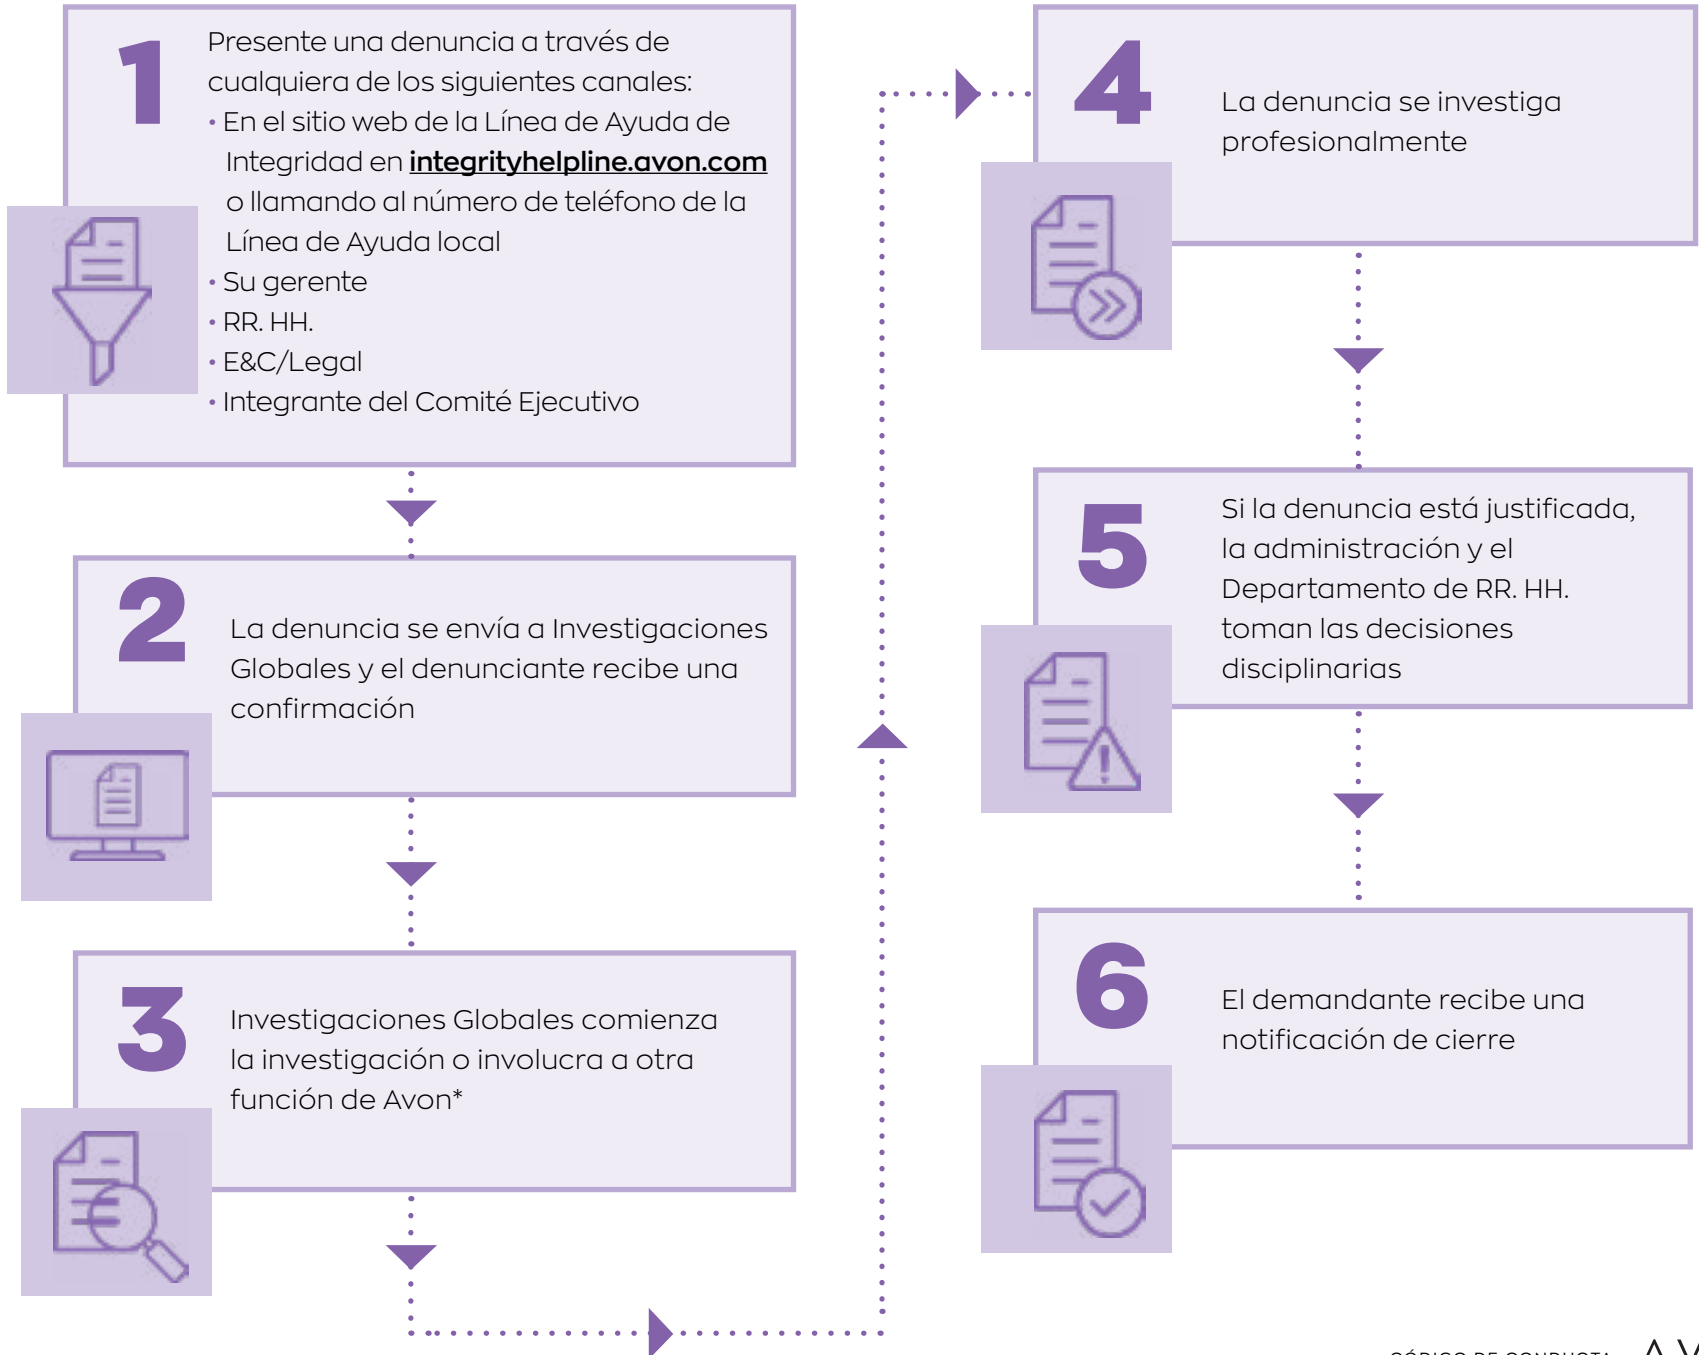 1
Presente una denuncia a través de
cualquiera de los siguientes canales:
• En el sitio web de la Línea de Ayuda de
Integridad en integrityhelpline.avon.com
o llamando al número de teléfono de la
Línea de Ayuda local
• Su gerente
• RR. HH.
• E&C/Legal
• Integrante del Comité Ejecutivo
2
La denuncia se envía a Investigaciones
Globales y el denunciante recibe una
confirmación
3
Investigaciones Globales comienza
la investigación o involucra a otra
función de Avon*
4
La denuncia se investiga
profesionalmente
5
Si la denuncia está justificada,
la administración y el
Departamento de RR. HH.
toman las decisiones
disciplinarias
6
El demandante recibe una
notificación de cierre
CÓDIGO DE CONDUCTA